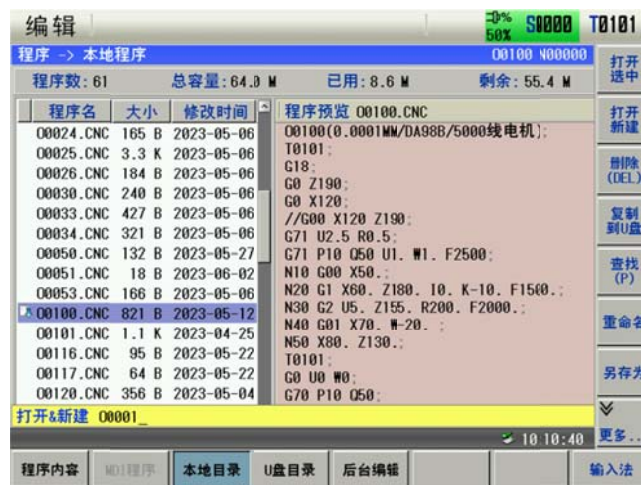 编辑
50% S0000 T0101
程序 -> 本地程序 O0100 N00000
程序数: 61 总容量: 64.0 M 已用: 8.6 M 剩余: 55.4 M
程序名 大小 修改时间
O0024.CNC 165 B 2023-05-06
O0025.CNC 3.3 K 2023-05-06
O0026.CNC 184 B 2023-05-06
O0030.CNC 240 B 2023-05-06
O0033.CNC 427 B 2023-05-06
O0034.CNC 321 B 2023-05-06
O0050.CNC 132 B 2023-05-27
O0051.CNC 18 B 2023-06-02
O0053.CNC 166 B 2023-05-06
O0100.CNC 821 B 2023-05-12
O0101.CNC 1.1 K 2023-04-25
O0116.CNC 95 B 2023-05-22
O0117.CNC 64 B 2023-05-22
O0120.CNC 356 B 2023-05-04
程序预览 O0100.CNC
O0100(0.0001MM/DA98B/5000线电机);
T0101;
G18;
G0 Z190;
G0 X120;
//G00 X120 Z190;
G71 U2.5 R0.5;
G71 P10 Q50 U1. W1. F2500;
N10 G00 X50.;
N20 G1 X60. Z180. I0. K-10. F1500.;
N30 G2 U5. Z155. R200. F2000.;
N40 G01 X70. W-20. ;
N50 X80. Z130.;
T0101;
G0 U0 W0;
G70 P10 Q50;
打开
选中
打开
新建
删除
(DEL)
复制
到U盘
查找
(P)
重命名
另存为
更多..
打开&新建 O0001_
10:10:40
程序内容 MDI程序 本地目录 U盘目录 后台编辑 输入法